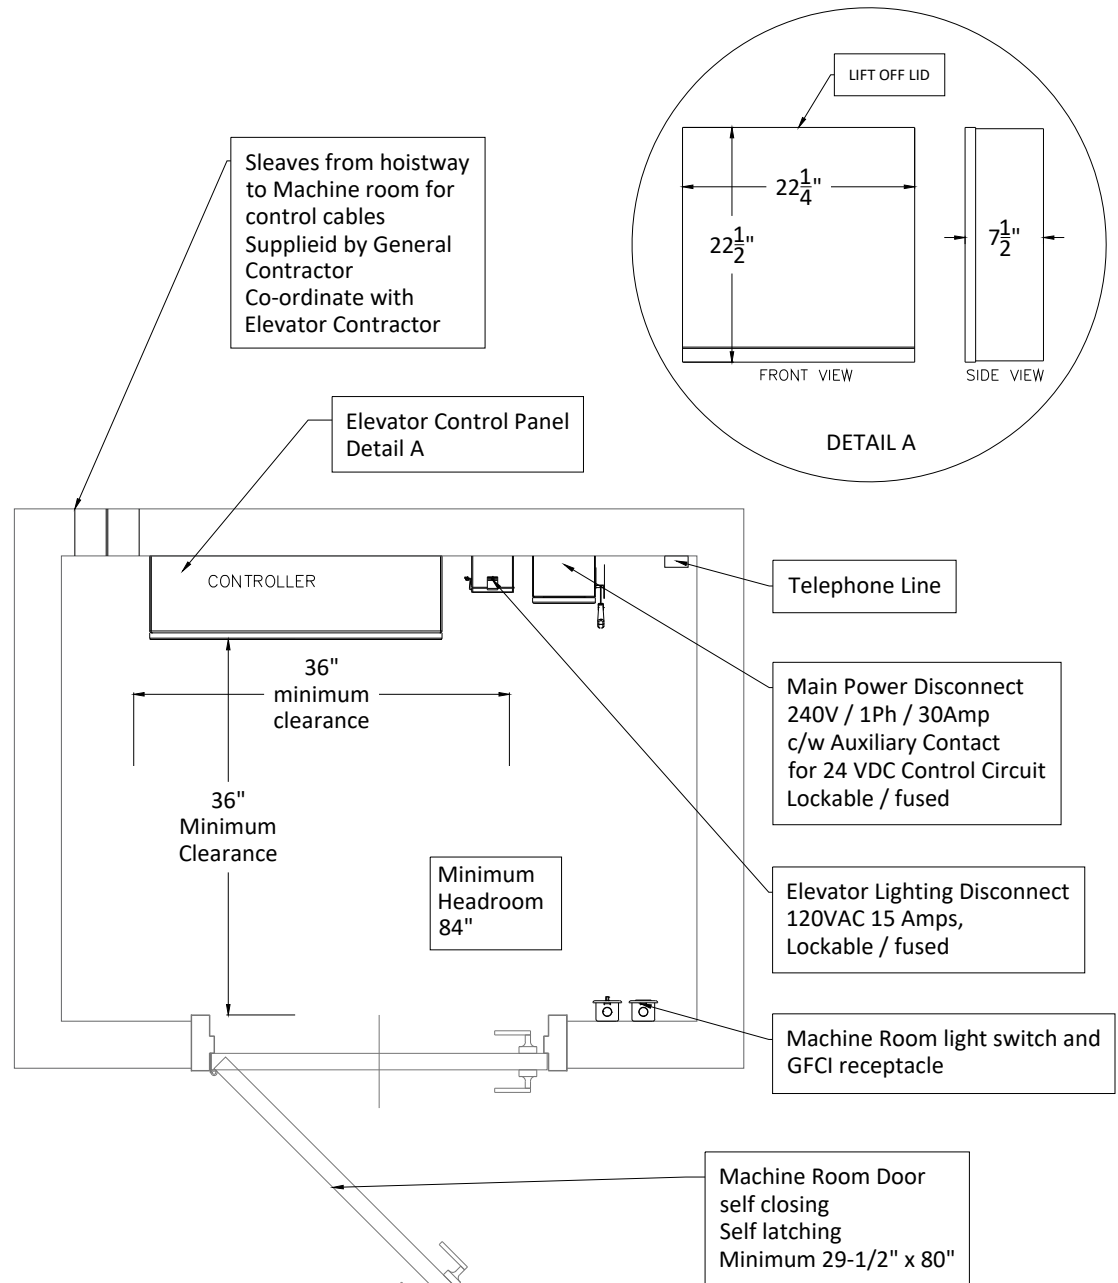 LIFT OFF LID
22 1/4"
22 1/2"
7 1/2"
FRONT VIEW
SIDE VIEW
DETAIL A
Sleaves from hoistway
to Machine room for
control cables
Supplieid by General
Contractor
Co-ordinate with
Elevator Contractor
Elevator Control Panel
Detail A
CONTROLLER
Telephone Line
36"
minimum
clearance
Main Power Disconnect
240V / 1Ph / 30Amp
c/w Auxiliary Contact
for 24 VDC Control Circuit
Lockable / fused
36"
Minimum
Clearance
Minimum
Headroom
84"
Elevator Lighting Disconnect
120VAC 15 Amps,
Lockable / fused
Machine Room light switch and
GFCI receptacle
Machine Room Door
self closing
Self latching
Minimum 29-1/2" x 80"